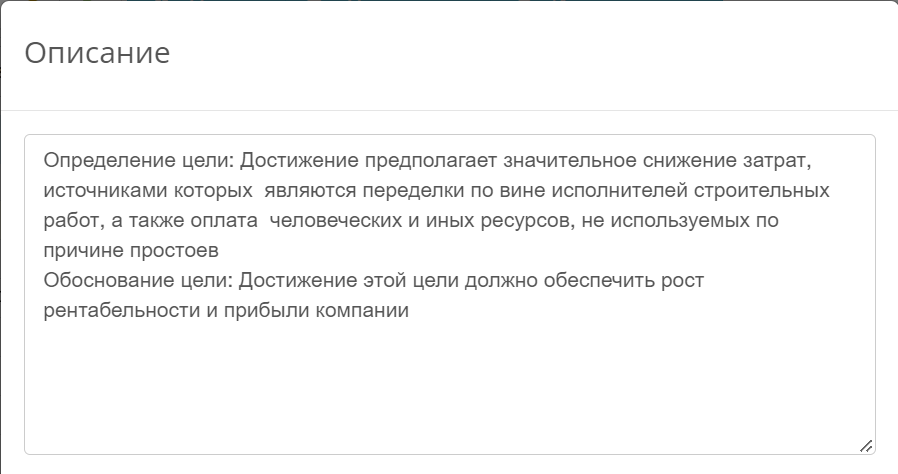 Описание
Определение цели: Достижение предполагает значительное снижение затрат,
источниками которых  являются переделки по вине исполнителей строительных
работ, а также оплата  человеческих и иных ресурсов, не используемых по
причине простоев
Обоснование цели: Достижение этой цели должно обеспечить рост
рентабельности и прибыли компании